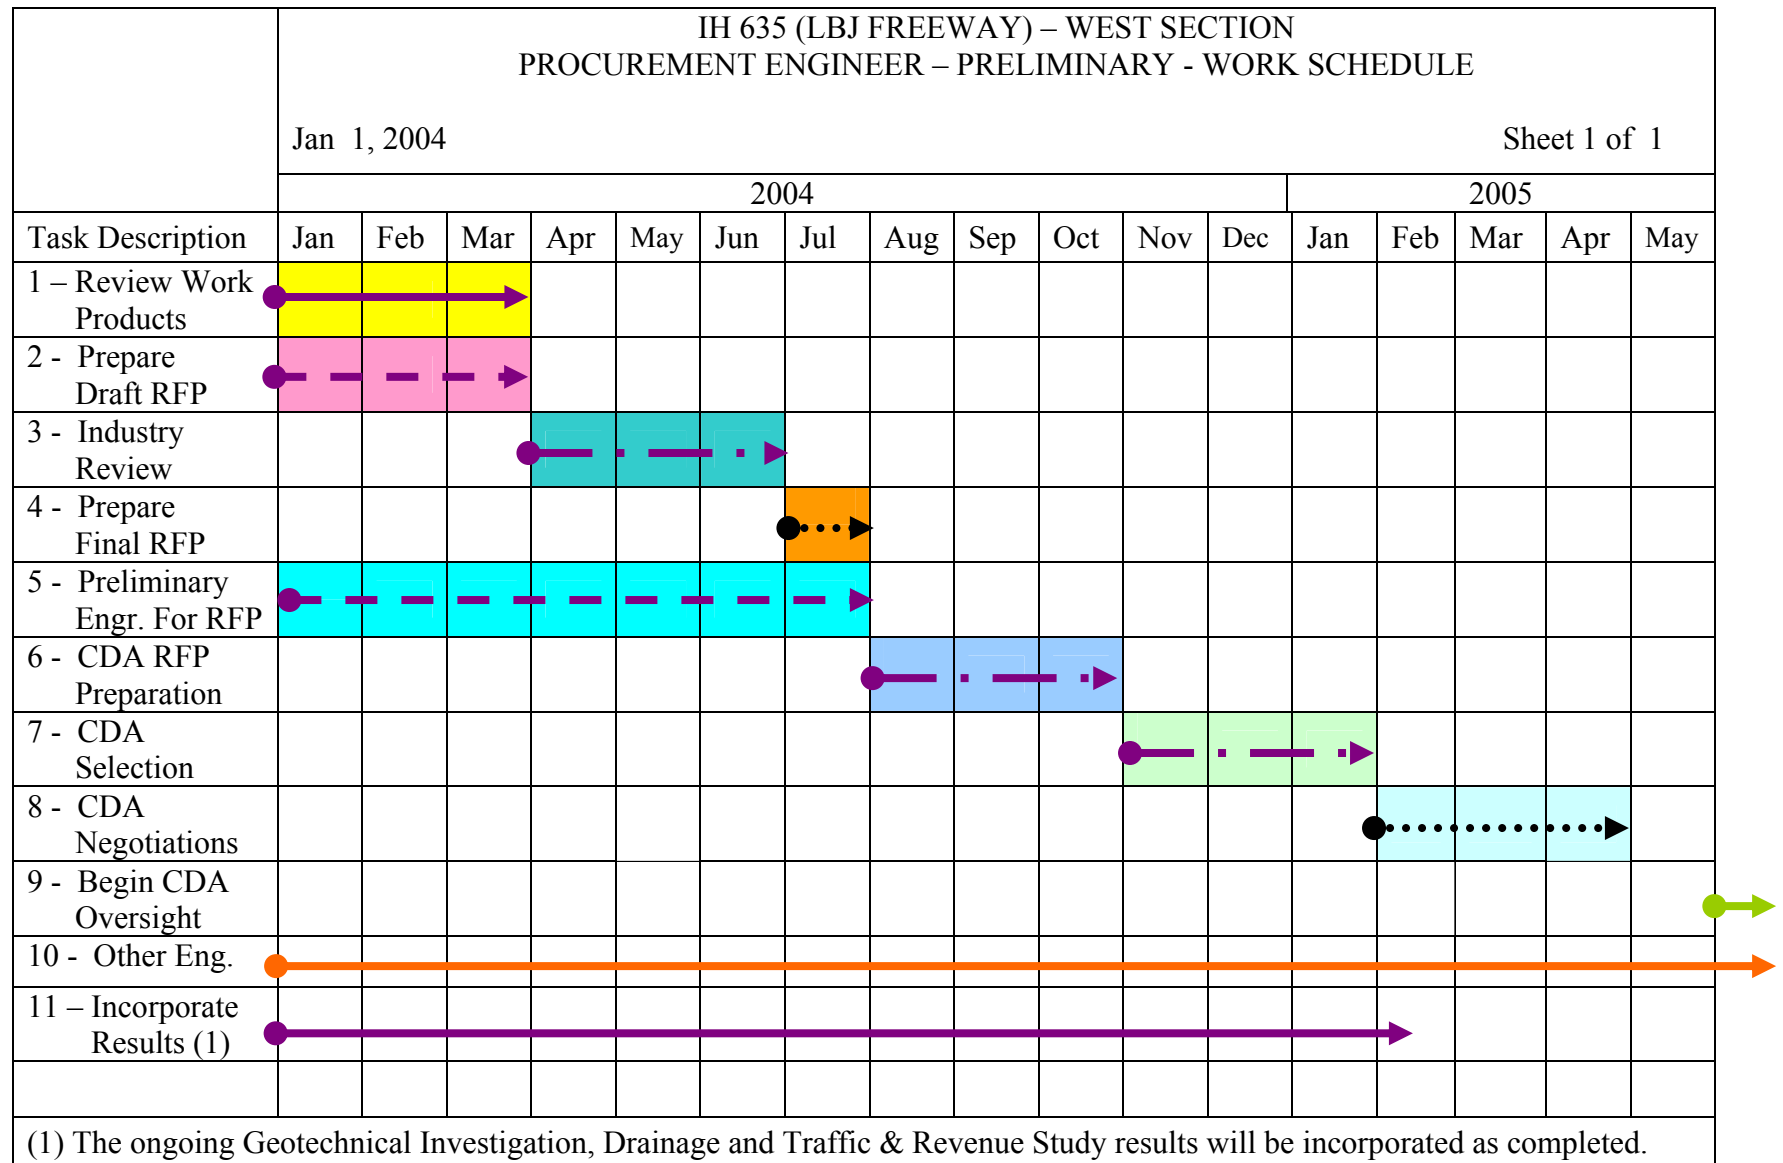 IH 635 (LBJ FREEWAY) – WEST SECTION
PROCUREMENT ENGINEER – PRELIMINARY - WORK SCHEDULE
Jan 1, 2004 Sheet 1 of 1
2004 2005
Task Description Jan Feb Mar Apr May Jun Jul Aug Sep Oct Nov Dec Jan Feb Mar Apr May
1 – Review Work
Products
2 - Prepare
Draft RFP
3 - Industry
Review
4 - Prepare
Final RFP
5 - Preliminary
Engr. For RFP
6 - CDA RFP
Preparation
7 - CDA
Selection
8 - CDA
Negotiations
9 - Begin CDA
Oversight
10 - Other Eng.
11 – Incorporate
Results (1)
(1) The ongoing Geotechnical Investigation, Drainage and Traffic & Revenue Study results will be incorporated as completed.